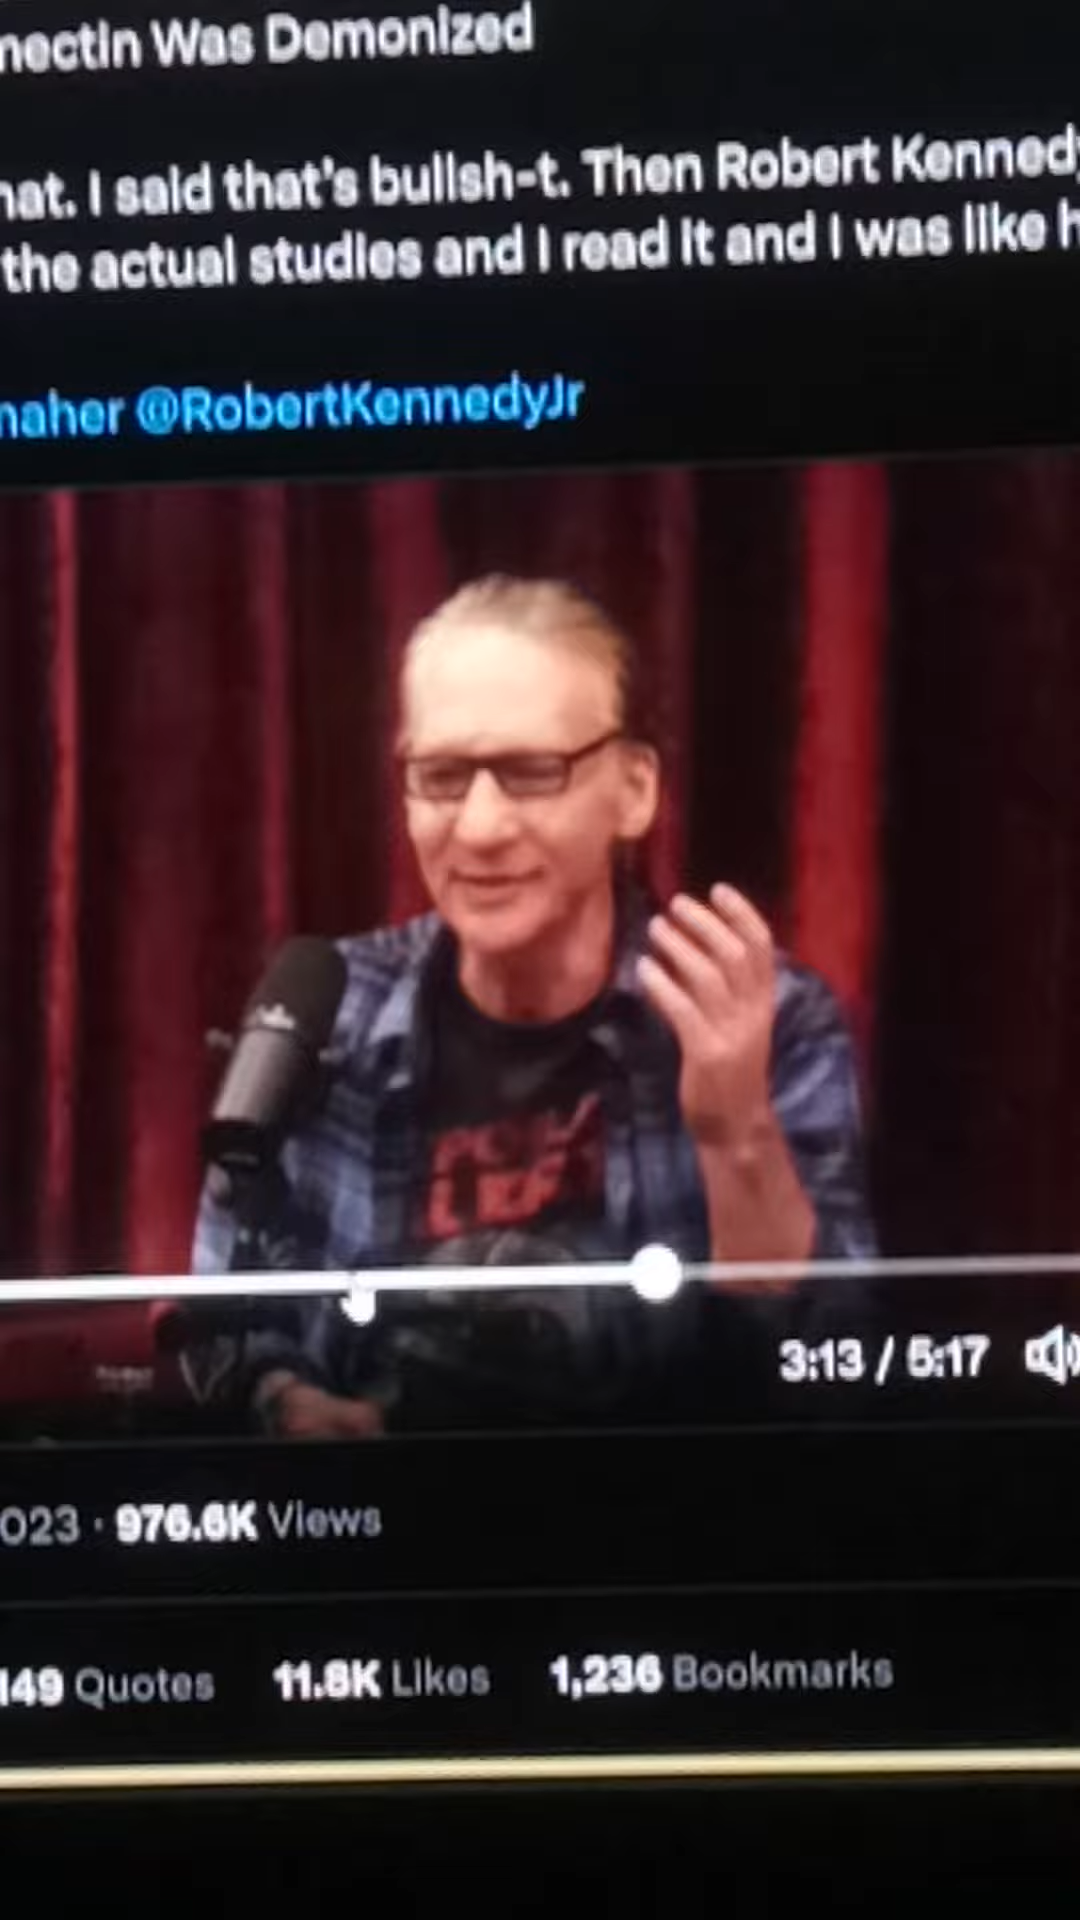 nectin Was Demonized
hat. I said that's bullsh-t. Then Robert Kennedy
the actual studies and I read it and I was like h
maher @RobertKennedyJr
3:13 / 5:17
023 · 976.6K Views
149 Quotes 11.8K Likes 1,236 Bookmarks